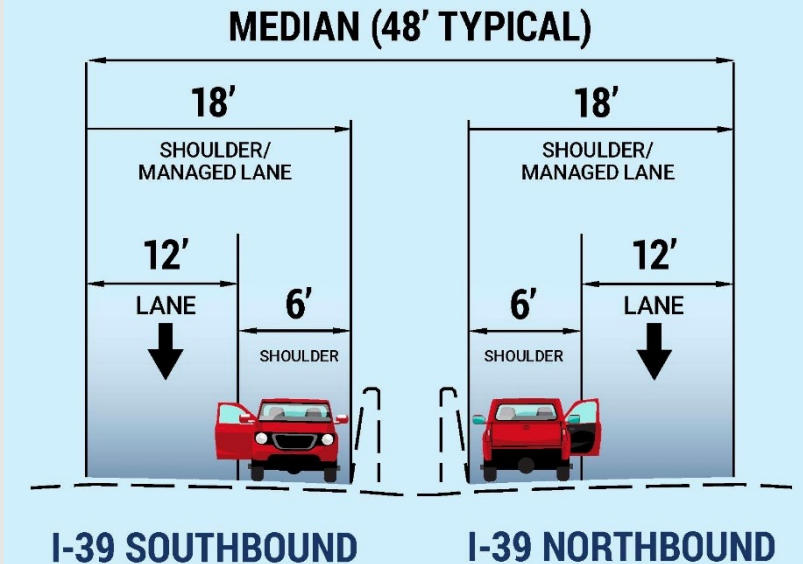 MEDIAN (48' TYPICAL)
18'
SHOULDER/
MANAGED LANE
18'
SHOULDER/
MANAGED LANE
12'
LANE
6'
SHOULDER
6'
SHOULDER
12'
LANE
I-39 SOUTHBOUND
I-39 NORTHBOUND